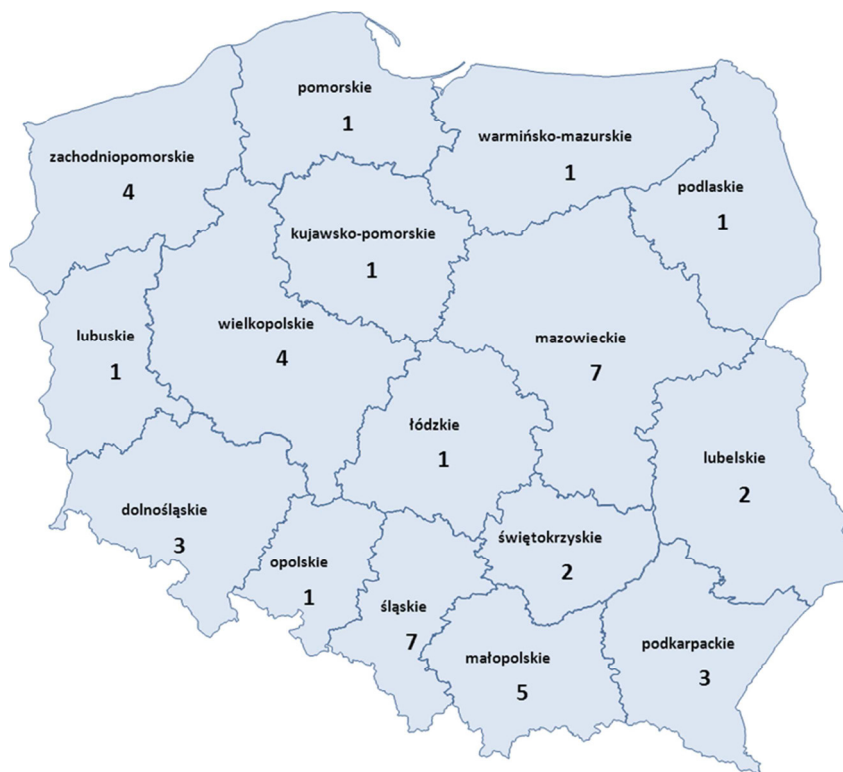 pomorskie
1
warmińsko-mazurskie
1
zachodniopomorskie
4
podlaskie
1
kujawsko-pomorskie
1
wielkopolskie
4
lubuskie
1
mazowieckie
7
łódzkie
1
lubelskie
2
dolnośląskie
3
świętokrzyskie
2
opolskie
1
śląskie
7
małopolskie
5
podkarpackie
3